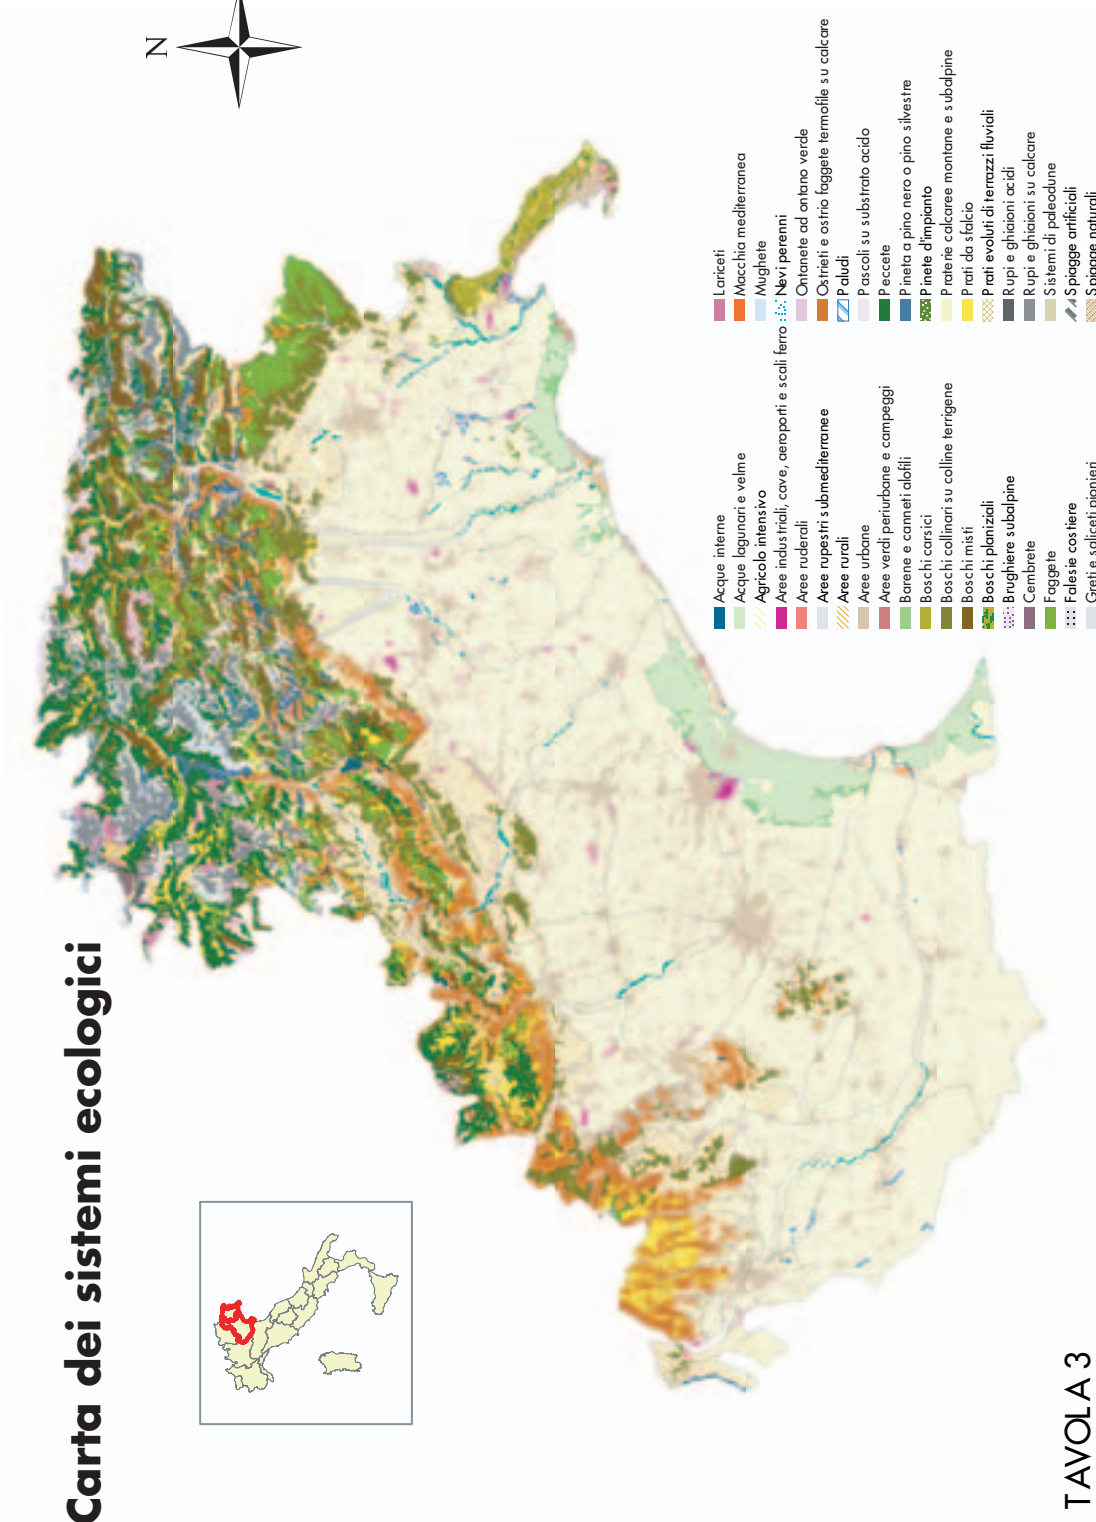 Carta dei sistemi ecologici
N
Acque interne
Acque lagunari e velme
Agricolo intensivo
Aree industriali, cave, aeroporti e scali ferro
Aree ruderali
Aree rupestri submediterranee
Aree rurali
Aree urbane
Aree verdi periurbane e campeggi
Barene e canneti alofili
Boschi carsici
Boschi collinari su colline terrigene
Boschi misti
Boschi planiziali
Brughiere subalpine
Cembrete
Faggete
Falesie costiere
Greti e saliceti pionieri
Lariceti
Macchia mediterranea
Mughete
Nevi perenni
Ontanete ad ontano verde
Ostrieti e ostrio faggete termofile su calcare
Paludi
Pascoli su substrato acido
Peccete
Pineta a pino nero o pino silvestre
Pinete d'impianto
Praterie calcaree montane e subalpine
Prati da sfalcio
Prati evoluti di terrazzi fluviali
Rupi e ghiaioni acidi
Rupi e ghiaioni su calcare
Sistemi di paleodune
Spiagge artificiali
Spiagge naturali
TAVOLA 3